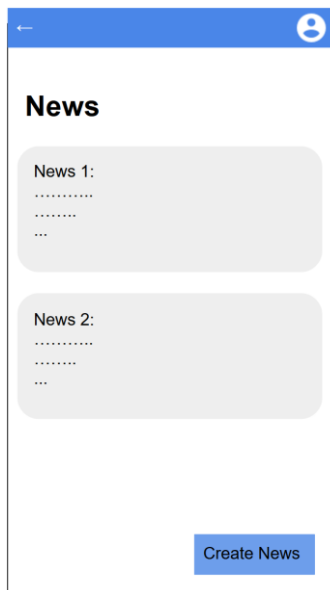 ←
News
News 1:
………..
……..
...
News 2:
………..
……..
...
Create News